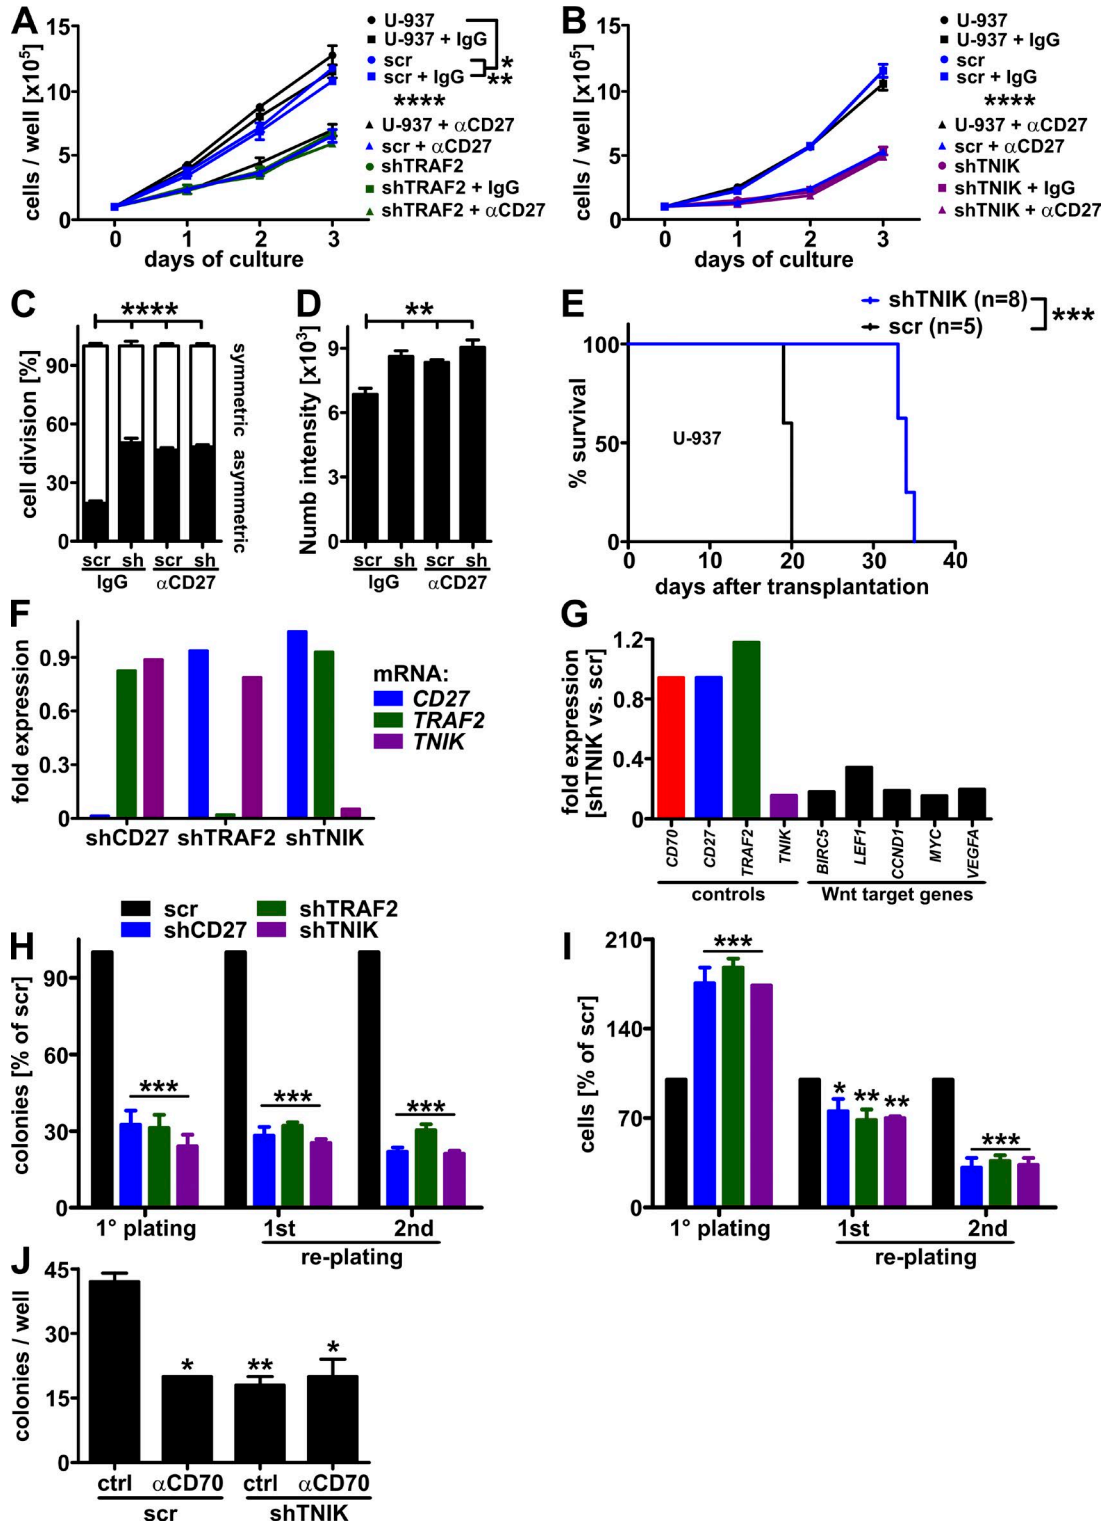 A
cells / well [x10⁵]
15
10
5
0
0 1 2 3
days of culture
U-937
U-937 + IgG
scr
scr + IgG
*
**
****
U-937 + αCD27
scr + αCD27
shTRAF2
shTRAF2 + IgG
shTRAF2 + αCD27
B
cells / well [x10⁵]
15
10
5
0
0 1 2 3
days of culture
U-937
U-937 + IgG
scr
scr + IgG
****
U-937 + αCD27
scr + αCD27
shTNIK
shTNIK + IgG
shTNIK + αCD27
C
****
cell division [%]
90
60
30
0
symmetric
asymmetric
scr sh scr sh
IgG αCD27
D
**
Numb intensity [x10³]
9
6
3
0
scr sh scr sh
IgG αCD27
E
shTNIK (n=8)
scr (n=5)
***
% survival
100
50
0
U-937
0 10 20 30 40
days after transplantation
F
fold expression
0.9
0.6
0.3
0
shCD27 shTRAF2 shTNIK
mRNA:
CD27
TRAF2
TNIK
G
fold expression
[shTNIK vs. scr]
1.2
0.8
0.4
0
CD70 CD27 TRAF2 TNIK BIRC5 LEF1 CCND1 MYC VEGFA
controls Wnt target genes
scr shTRAF2
shCD27 shTNIK
H
colonies [% of scr]
90
60
30
0
*** *** ***
1° plating 1st 2nd
re-plating
I
cells [% of scr]
210
140
70
0
***
* ** **
***
1° plating 1st 2nd
re-plating
J
colonies / well
45
30
15
0
* ** *
ctrl αCD70 ctrl αCD70
scr shTNIK